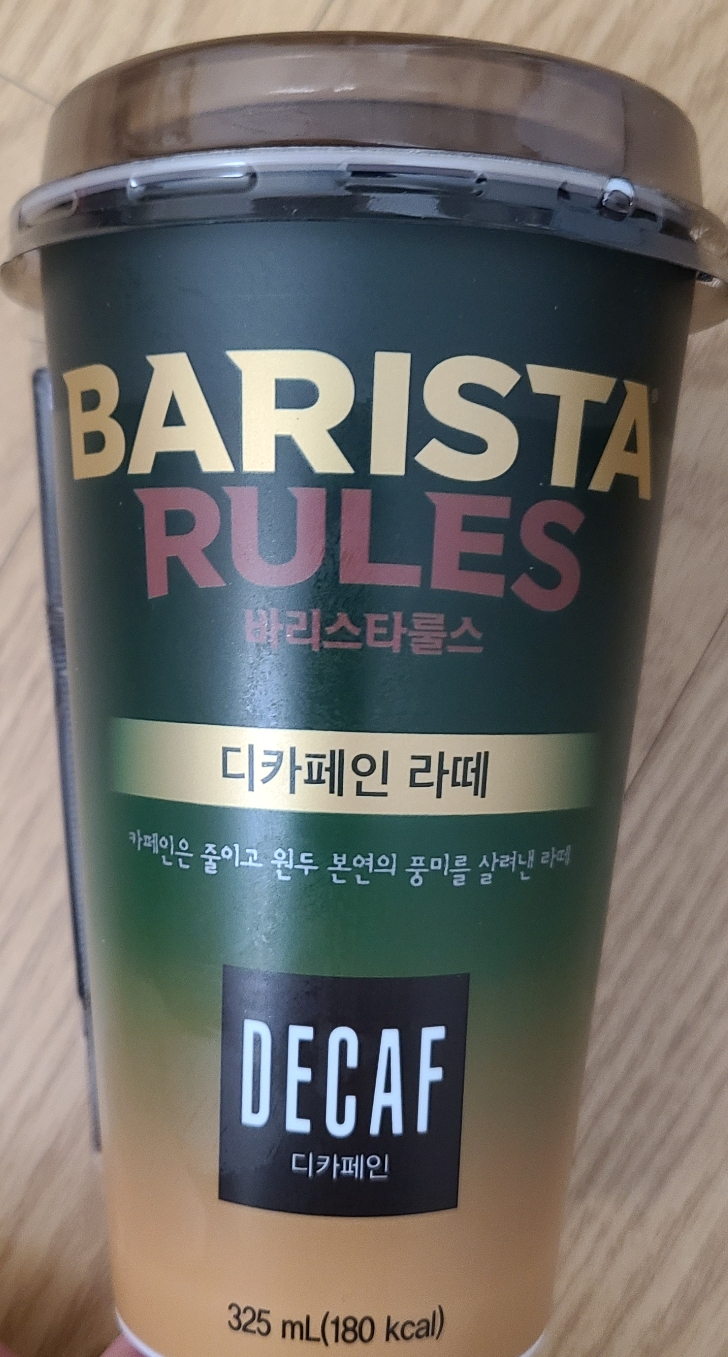 BARISTA
RULES
바리스타룰스
디카페인 라떼
카페인은 줄이고 원두 본연의 풍미를 살려낸 라떼
DECAF
디카페인
325 mL(180 kcal)